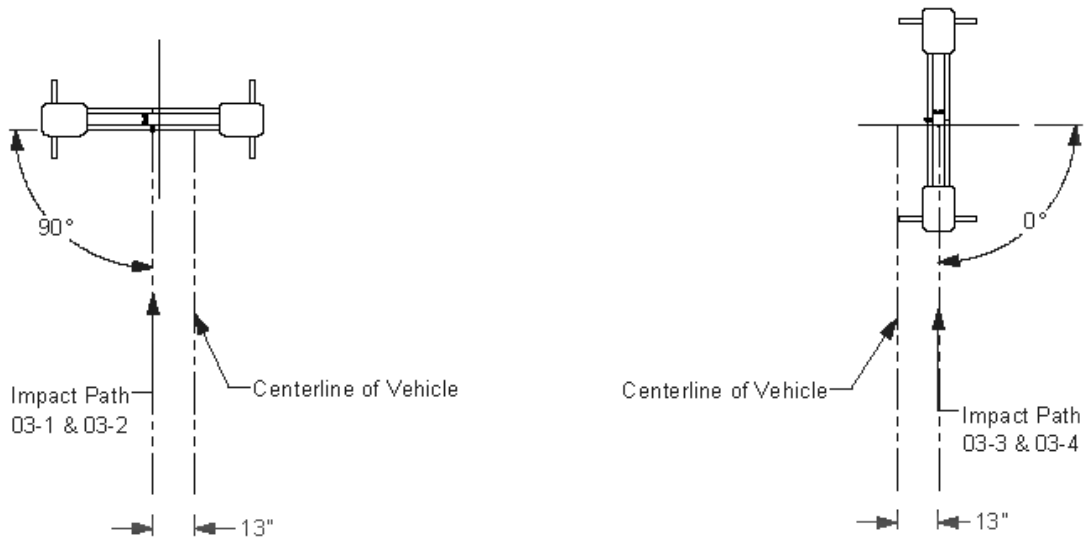 90°
Impact Path
03-1 & 03-2
Centerline of Vehicle
13"
0°
Centerline of Vehicle
Impact Path
03-3 & 03-4
13"